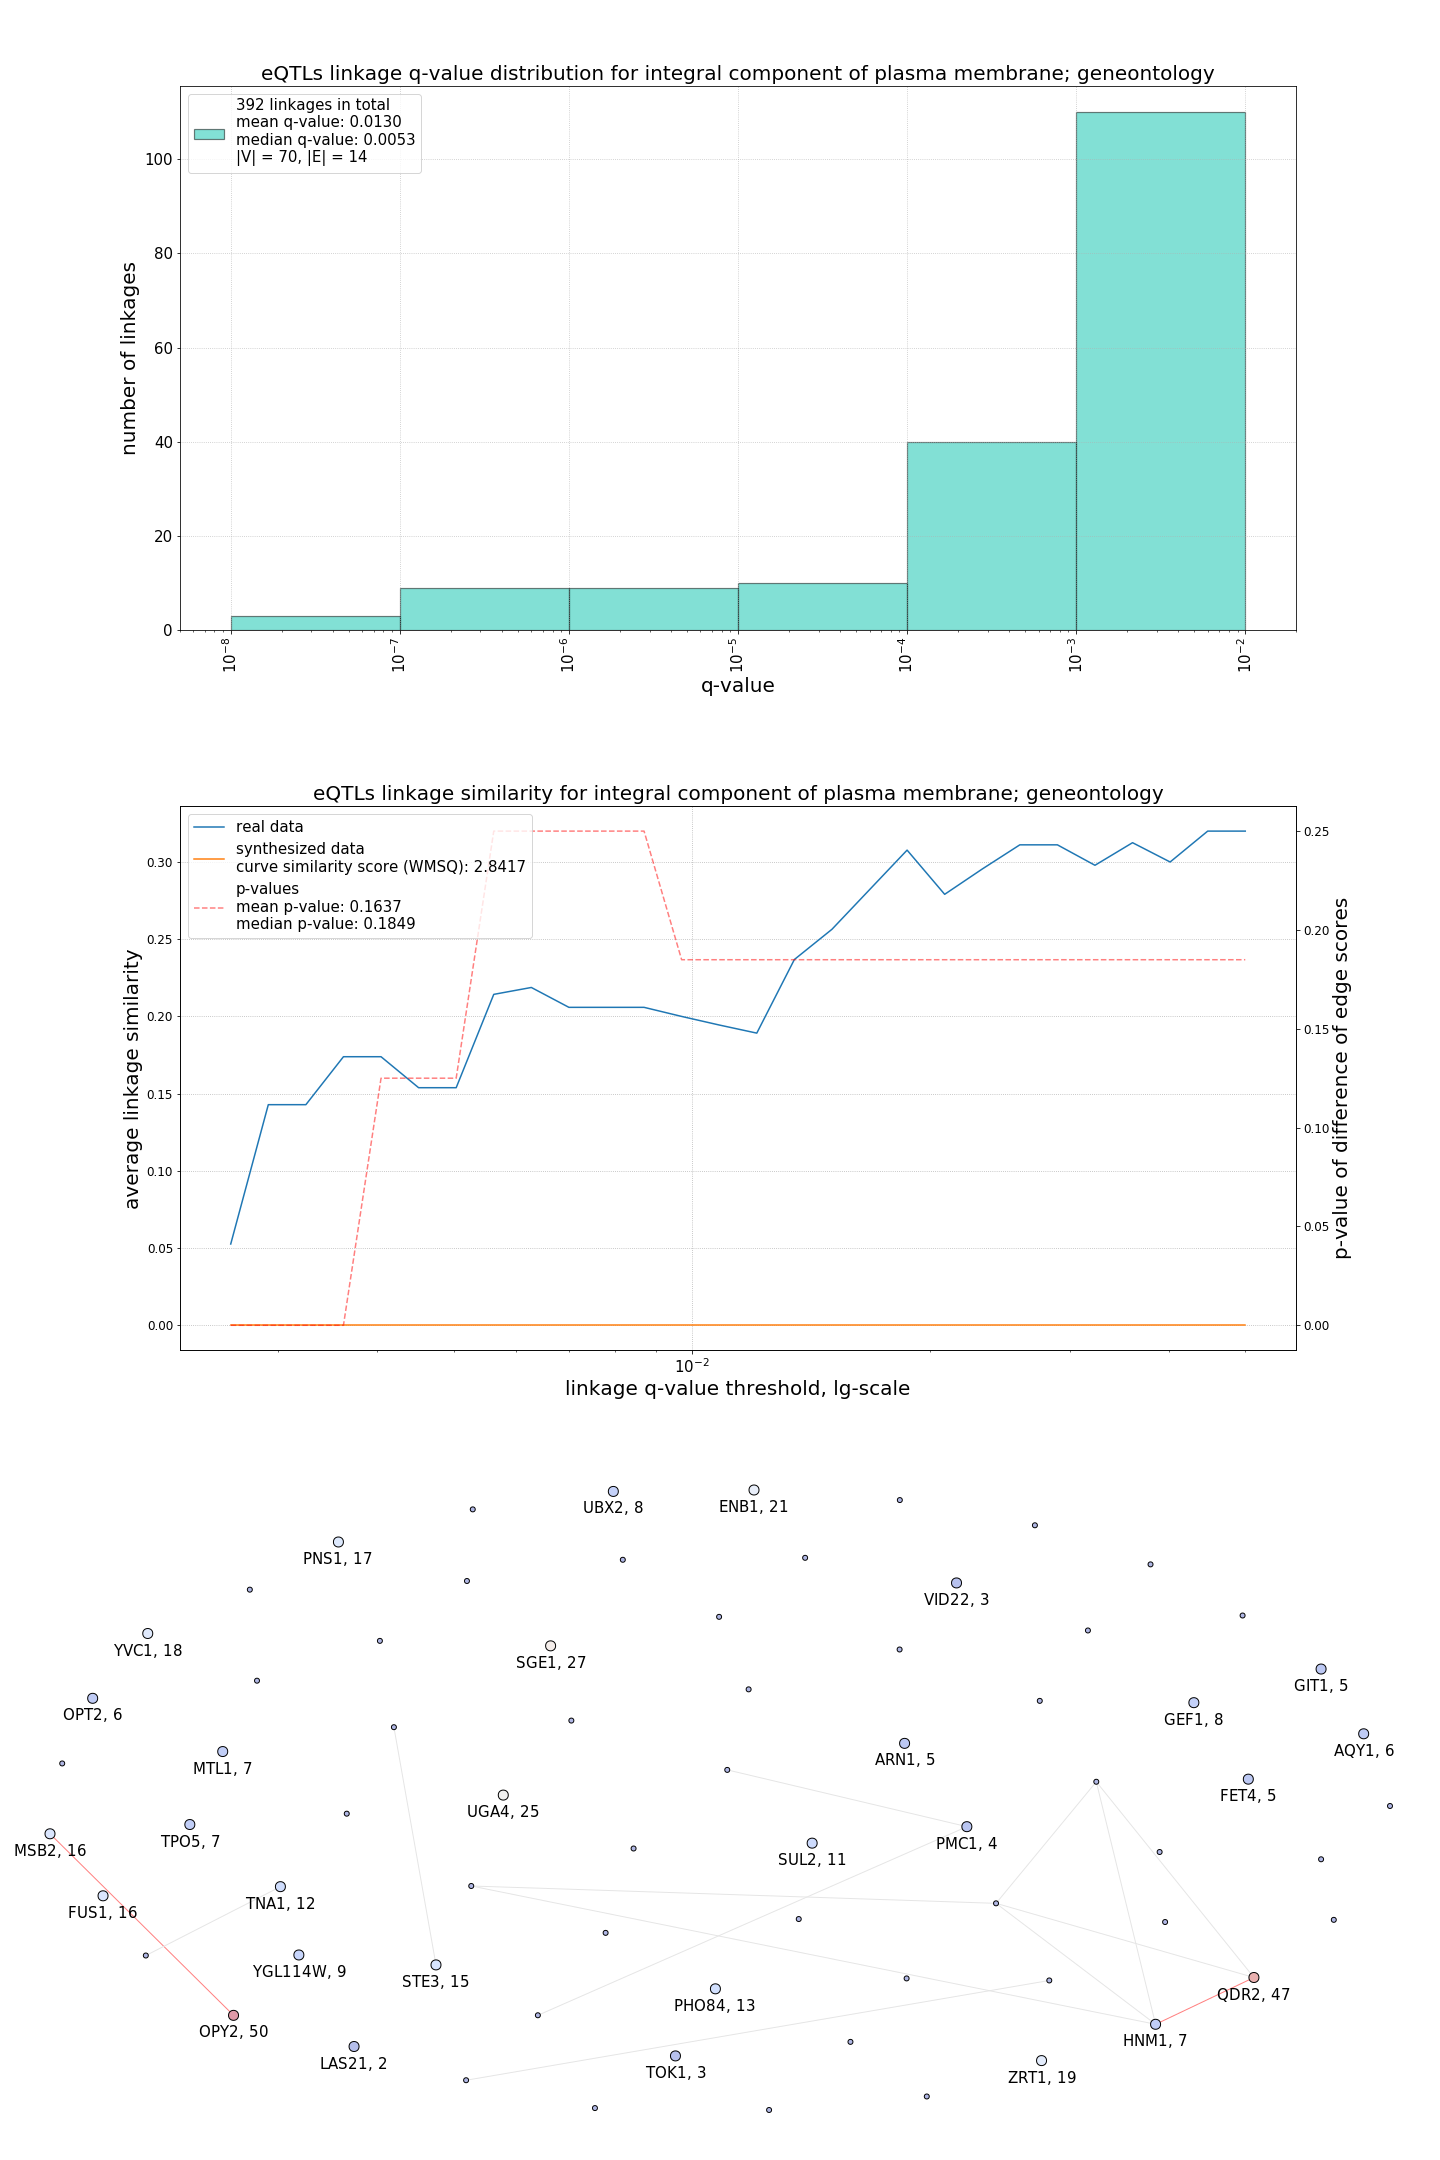 eQTLs linkage q-value distribution for integral component of plasma membrane; geneontology
392 linkages in total
mean q-value: 0.0130
median q-value: 0.0053
|V| = 70, |E| = 14
number of linkages
100
80
60
40
20
0
10⁻⁸
10⁻⁷
10⁻⁶
10⁻⁵
10⁻⁴
10⁻³
10⁻²
q-value
eQTLs linkage similarity for integral component of plasma membrane; geneontology
real data
synthesized data
curve similarity score (WMSQ): 2.8417
p-values
mean p-value: 0.1637
median p-value: 0.1849
average linkage similarity
0.30
0.25
0.20
0.15
0.10
0.05
0.00
0.25
0.20
0.15
0.10
0.05
0.00
p-value of difference of edge scores
10⁻²
linkage q-value threshold, lg-scale
UBX2, 8
ENB1, 21
PNS1, 17
VID22, 3
YVC1, 18
SGE1, 27
GIT1, 5
OPT2, 6
GEF1, 8
AQY1, 6
MTL1, 7
ARN1, 5
FET4, 5
UGA4, 25
MSB2, 16
TPO5, 7
SUL2, 11
PMC1, 4
FUS1, 16
TNA1, 12
YGL114W, 9
STE3, 15
PHO84, 13
QDR2, 47
OPY2, 50
HNM1, 7
LAS21, 2
TOK1, 3
ZRT1, 19